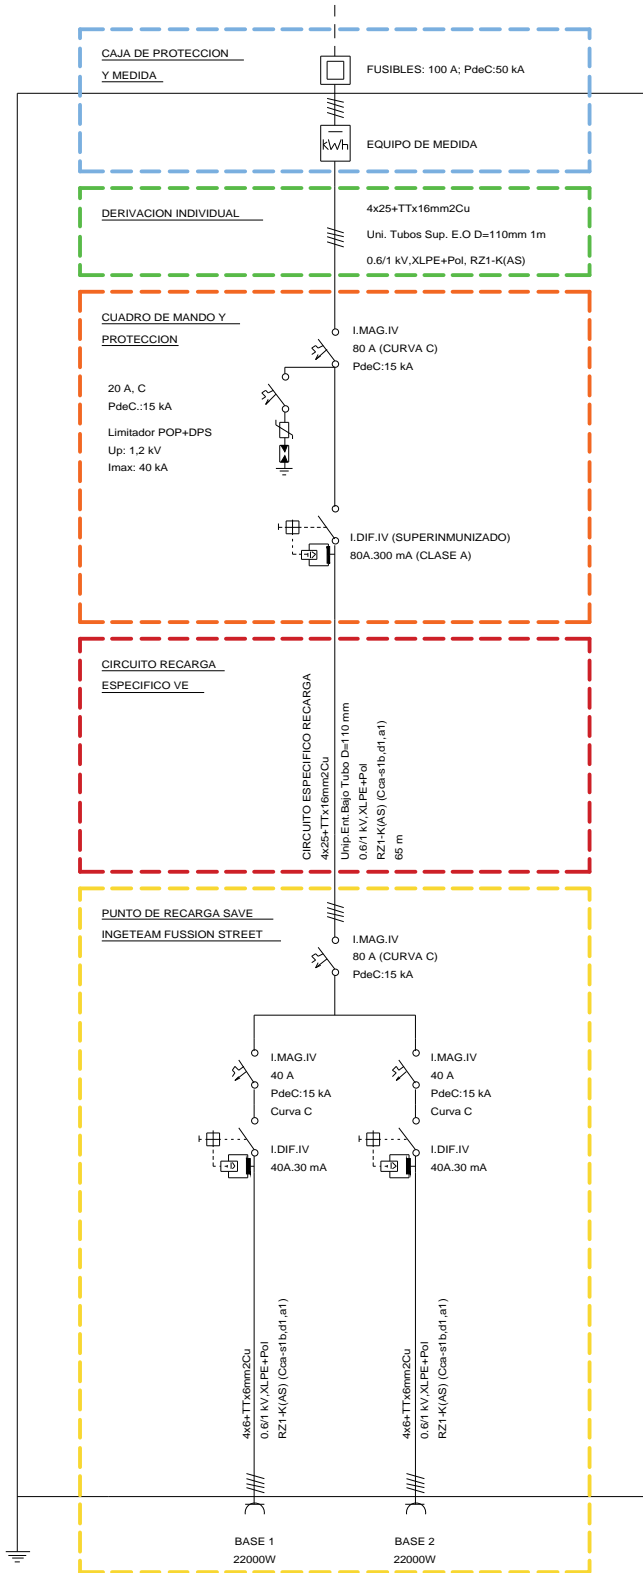 CAJA DE PROTECCION
Y MEDIDA
FUSIBLES: 100 A; PdeC:50 kA
kWh
EQUIPO DE MEDIDA
DERIVACION INDIVIDUAL
4x25+TTx16mm2Cu
Uni. Tubos Sup. E.O D=110mm 1m
0.6/1 kV,XLPE+Pol, RZ1-K(AS)
CUADRO DE MANDO Y
PROTECCION
I.MAG.IV
80 A (CURVA C)
PdeC:15 kA
20 A, C
PdeC.:15 kA
Limitador POP+DPS
Up: 1,2 kV
Imax: 40 kA
I.DIF.IV (SUPERINMUNIZADO)
80A.300 mA (CLASE A)
CIRCUITO RECARGA
ESPECIFICO VE
CIRCUITO ESPECIFICO RECARGA
4x25+TTx16mm2Cu
Unip.Ent.Bajo Tubo D=110 mm
0.6/1 kV,XLPE+Pol
RZ1-K(AS) (Cca-s1b,d1,a1)
65 m
PUNTO DE RECARGA SAVE
INGETEAM FUSSION STREET
I.MAG.IV
80 A (CURVA C)
PdeC:15 kA
I.MAG.IV
40 A
PdeC:15 kA
Curva C
I.DIF.IV
40A.30 mA
I.MAG.IV
40 A
PdeC:15 kA
Curva C
I.DIF.IV
40A.30 mA
4x6+TTx6mm2Cu
0.6/1 kV,XLPE+Pol
RZ1-K(AS) (Cca-s1b,d1,a1)
4x6+TTx6mm2Cu
0.6/1 kV,XLPE+Pol
RZ1-K(AS) (Cca-s1b,d1,a1)
BASE 1
22000W
BASE 2
22000W